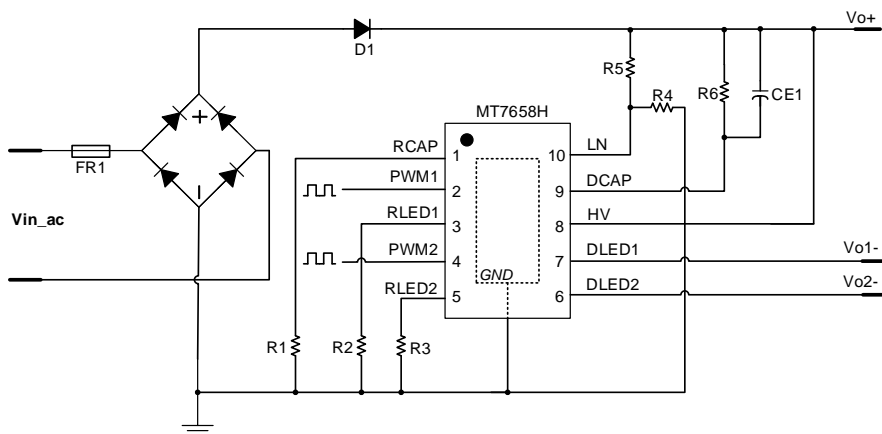 Vo+
D1
R5
R4
R6
CE1
MT7658H
FR1
+
-
Vin_ac
RCAP
1
PWM1
2
RLED1
3
PWM2
4
RLED2
5
10
LN
9
DCAP
8
HV
7
DLED1
6
DLED2
GND
Vo1-
Vo2-
R1
R2
R3